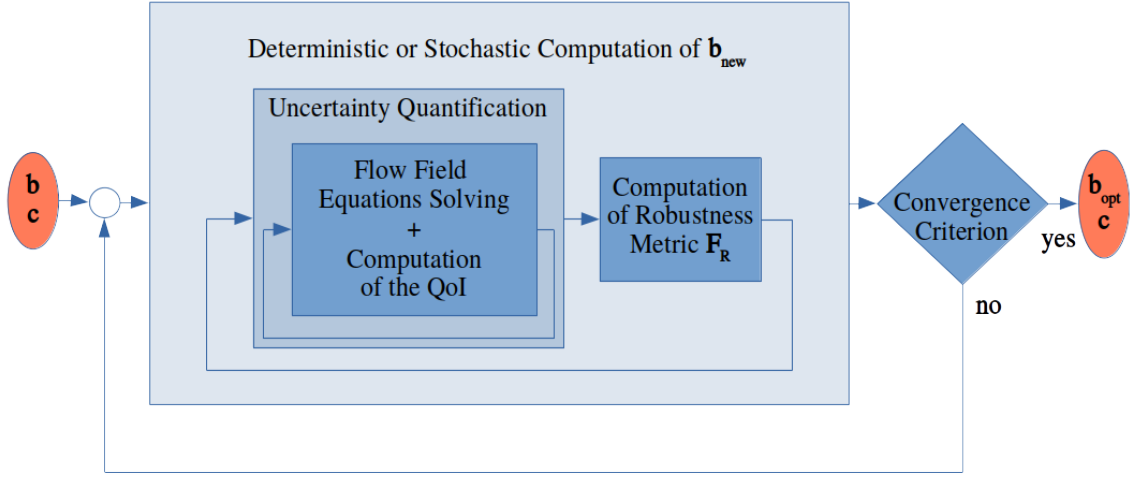 Deterministic or Stochastic Computation of b_new
Uncertainty Quantification
b
c
Flow Field
Equations Solving
+
Computation
of the QoI
Computation
of Robustness
Metric F_R
Convergence
Criterion
yes
no
b_opt
c